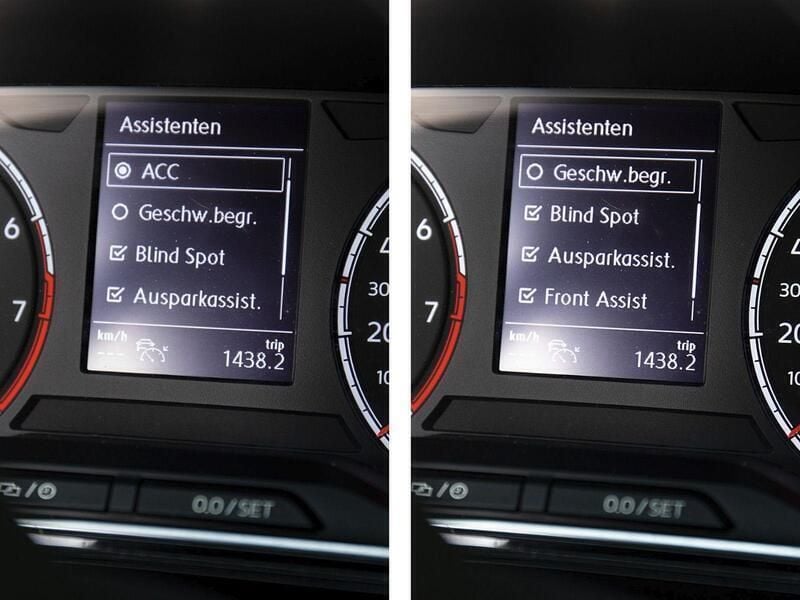 Assistenten
ACC
Geschw.begr.
Blind Spot
Ausparkassist.
km/h
---
trip
1438.2
6
7
30
20
10
/
0.0/SET
Assistenten
Geschw.begr.
Blind Spot
Ausparkassist.
Front Assist
km/h
---
trip
1438.2
6
7
30
20
10
/
0.0/SET